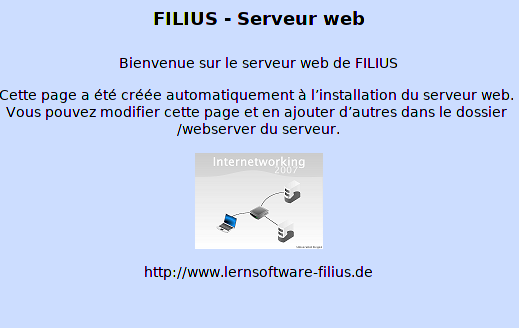 FILIUS - Serveur web
Bienvenue sur le serveur web de FILIUS
Cette page a été créée automatiquement à l’installation du serveur web.
Vous pouvez modifier cette page et en ajouter d’autres dans le dossier
/webserver du serveur.
Internetworking
2007
http://www.lernsoftware-filius.de